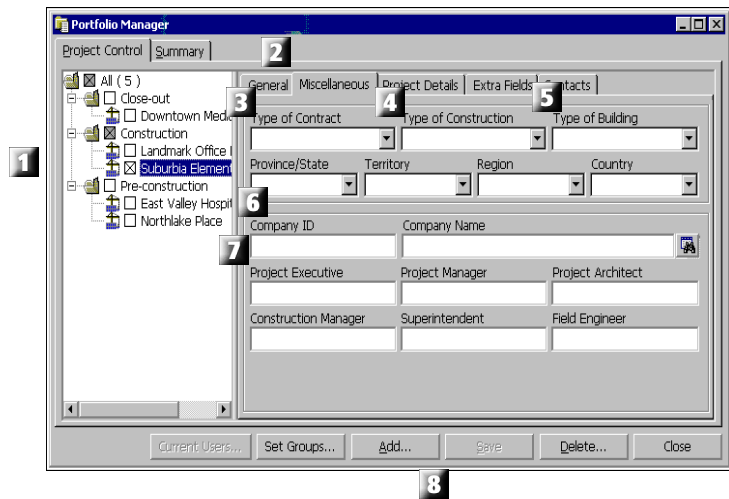 Portfolio Manager
Project Control Summary
2
All ( 5 )
Close-out
Downtown Medi
Construction
Landmark Office
Suburbia Element
Pre-construction
East Valley Hospit
Northlake Place
1
General Miscellaneous Project Details Extra Fields Contacts
3 4 5
Type of Contract Type of Construction Type of Building
Province/State Territory Region Country
6
Company ID Company Name
7
Project Executive Project Manager Project Architect
Construction Manager Superintendent Field Engineer
Current Users... Set Groups... Add... Save Delete... Close
8